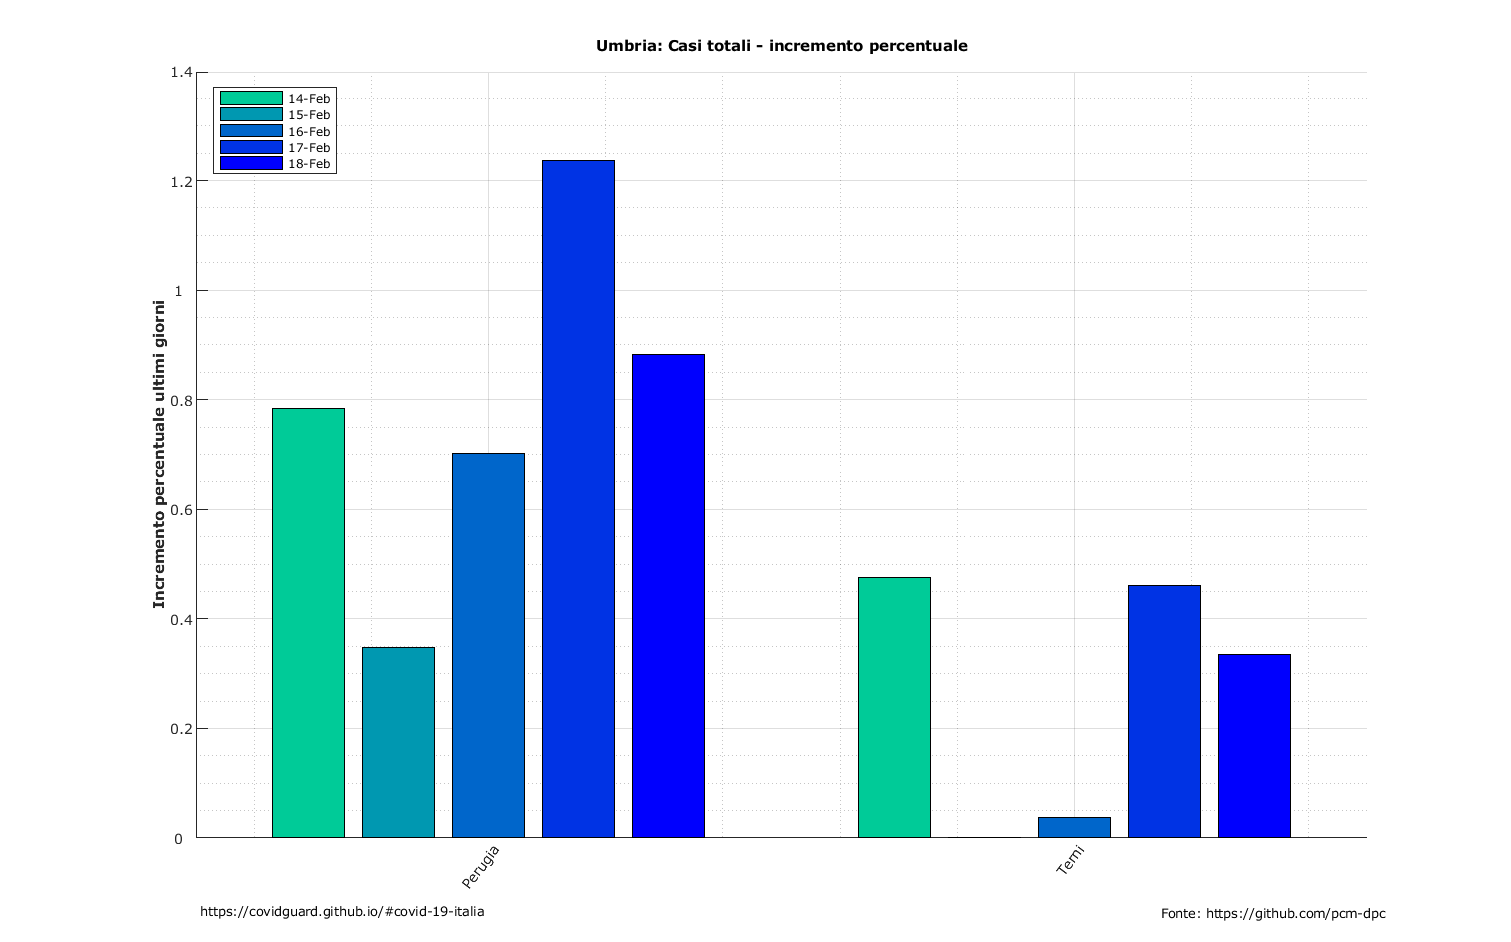 Umbria: Casi totali - incremento percentuale
1.4
1.2
1
0.8
0.6
0.4
0.2
0
Incremento percentuale ultimi giorni
14-Feb
15-Feb
16-Feb
17-Feb
18-Feb
Perugia
Terni
https://covidguard.github.io/#covid-19-italia
Fonte: https://github.com/pcm-dpc